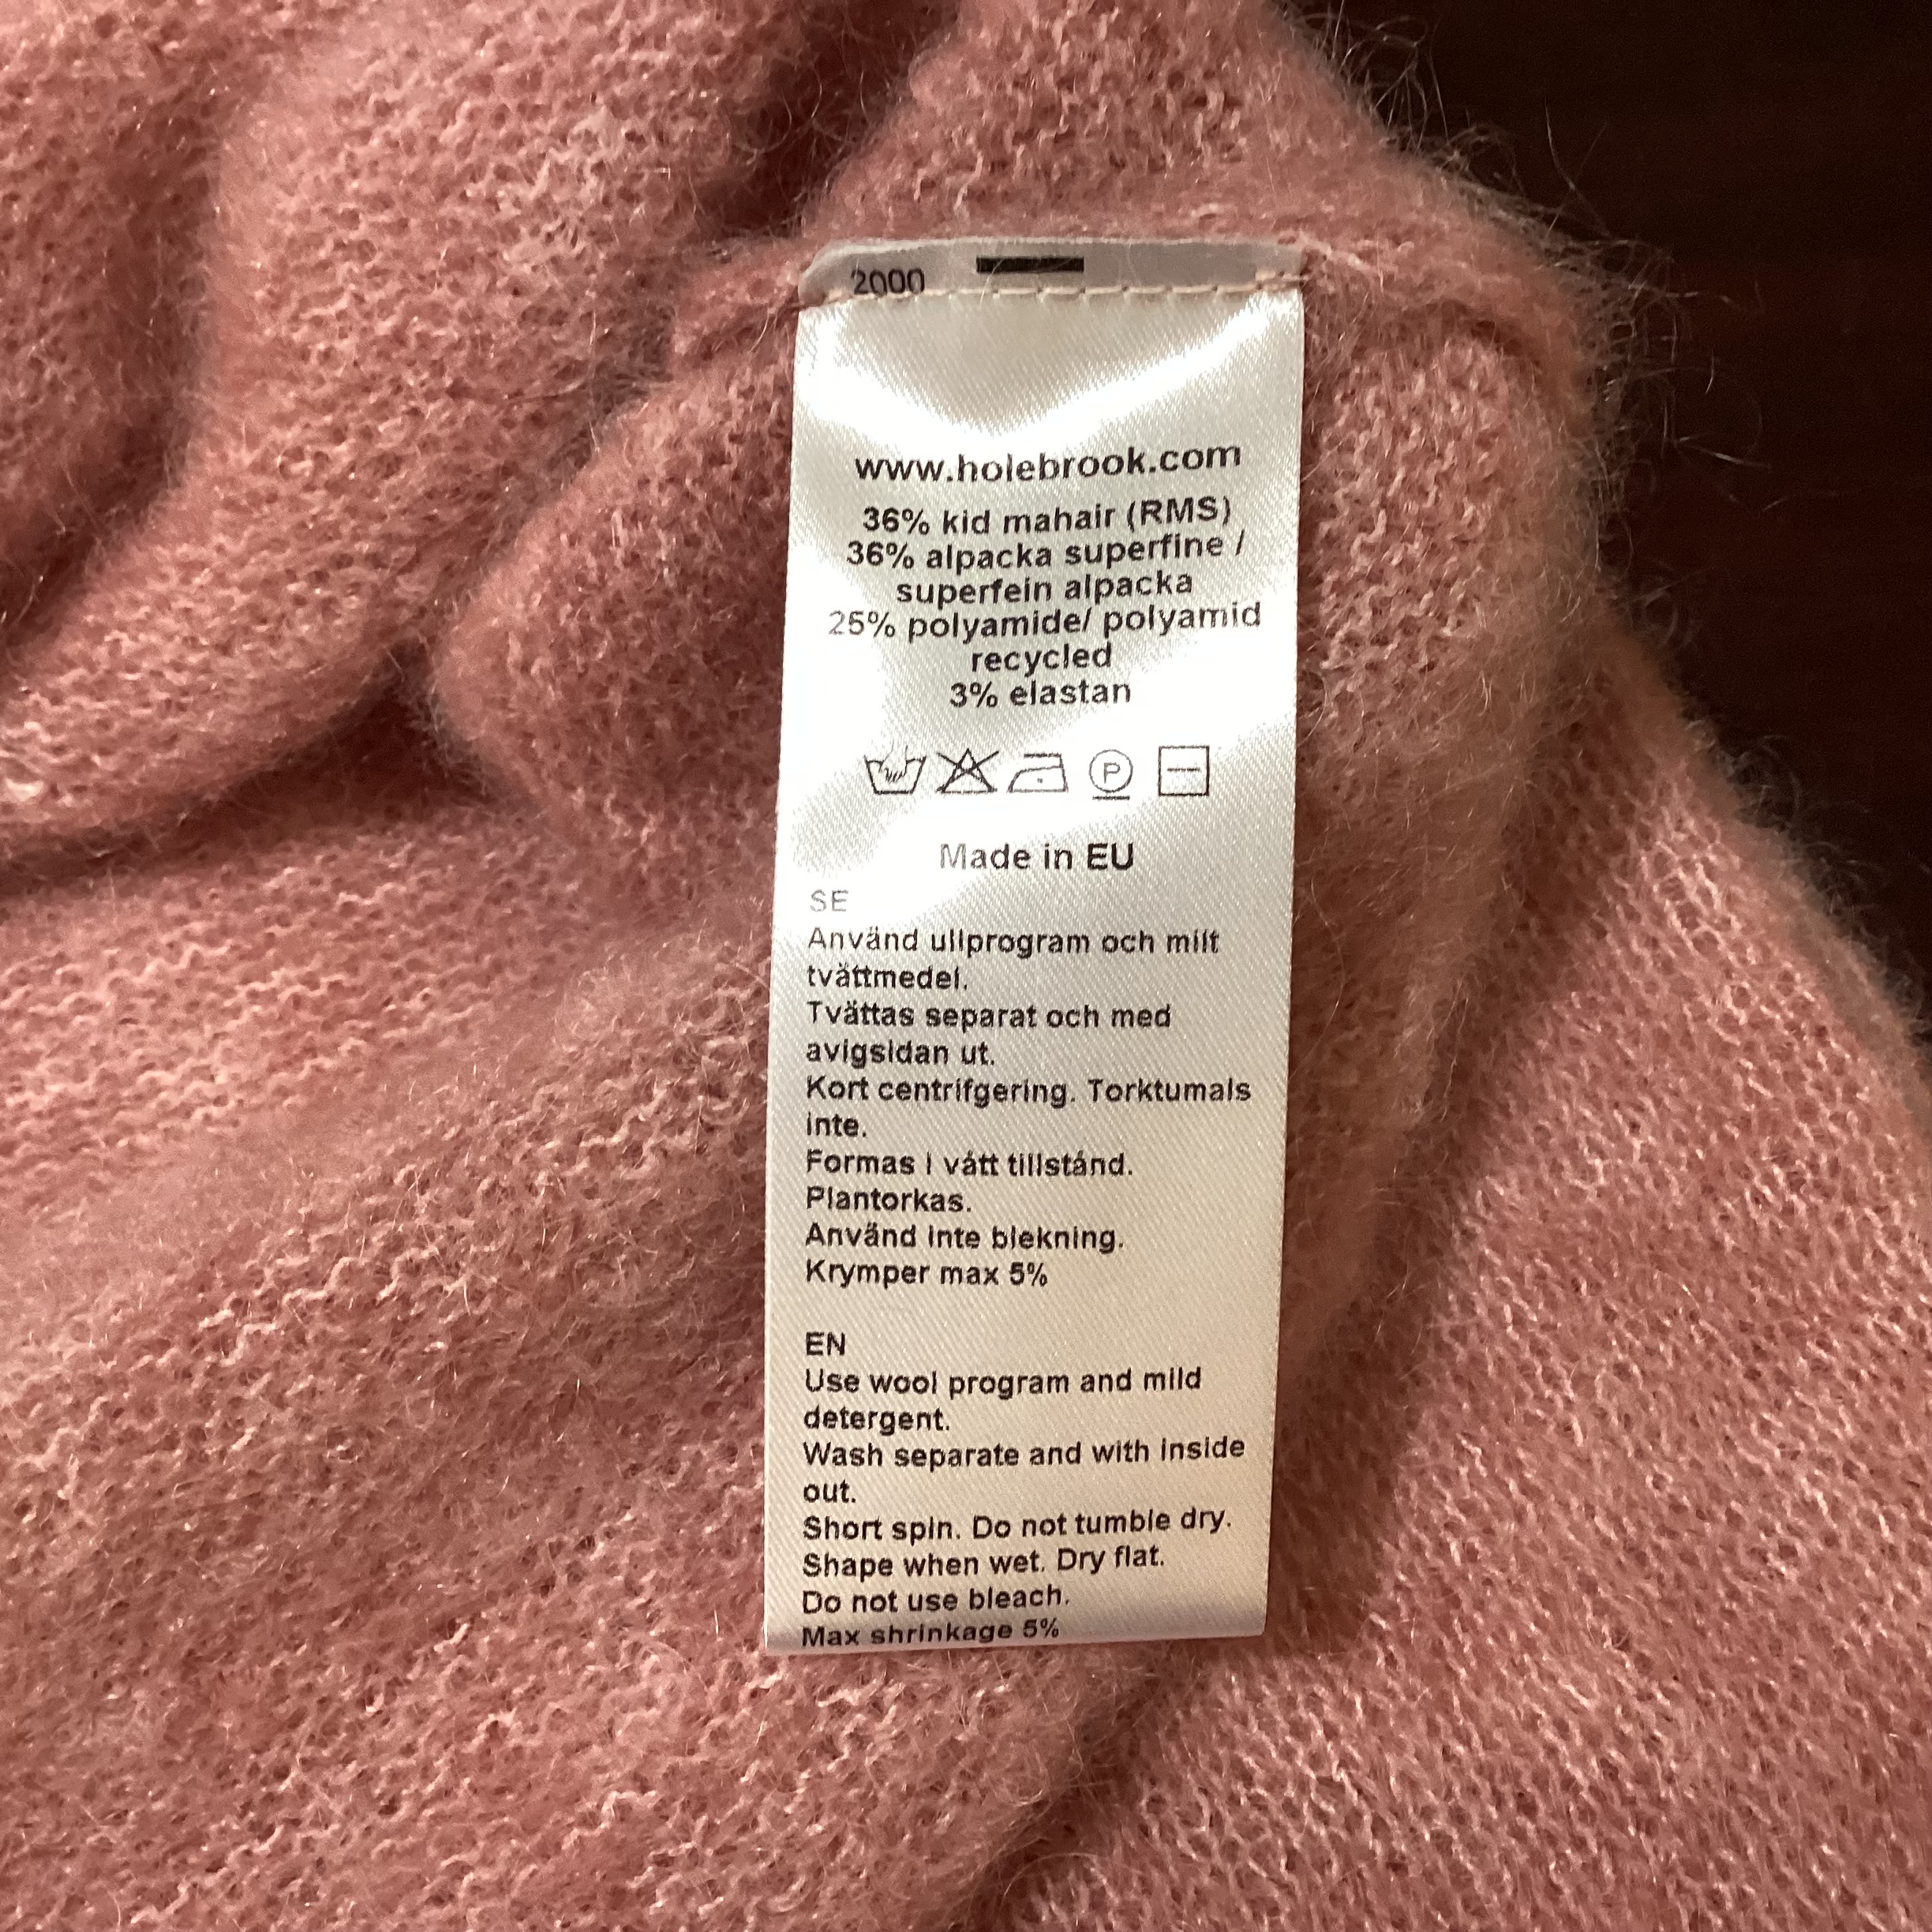 2000
www.holebrook.com
36% kid mahair (RMS)
36% alpacka superfine /
superfein alpacka
25% polyamide/ polyamid
recycled
3% elastan
P
Made in EU
SE
Använd ullprogram och milt
tvättmedel.
Tvättas separat och med
avigsidan ut.
Kort centrifgering. Torktumals
inte.
Formas i vått tillstånd.
Plantorkas.
Använd inte blekning.
Krymper max 5%
EN
Use wool program and mild
detergent.
Wash separate and with inside
out.
Short spin. Do not tumble dry.
Shape when wet. Dry flat.
Do not use bleach.
Max shrinkage 5%